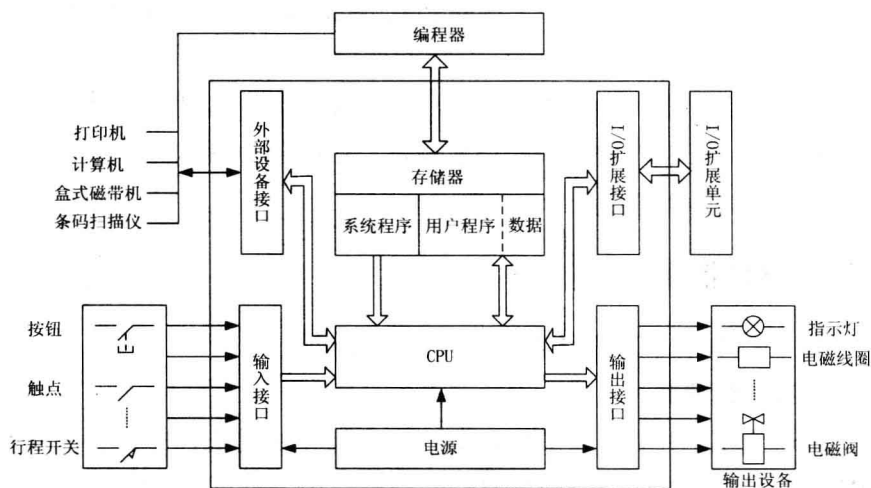 编程器
打印机
计算机
盒式磁带机
条码扫描仪
外部设备接口
存储器
系统程序
用户程序
数据
I/O扩展接口
I/O扩展单元
按钮
触点
行程开关
输入接口
CPU
电源
输出接口
指示灯
电磁线圈
电磁阀
输出设备